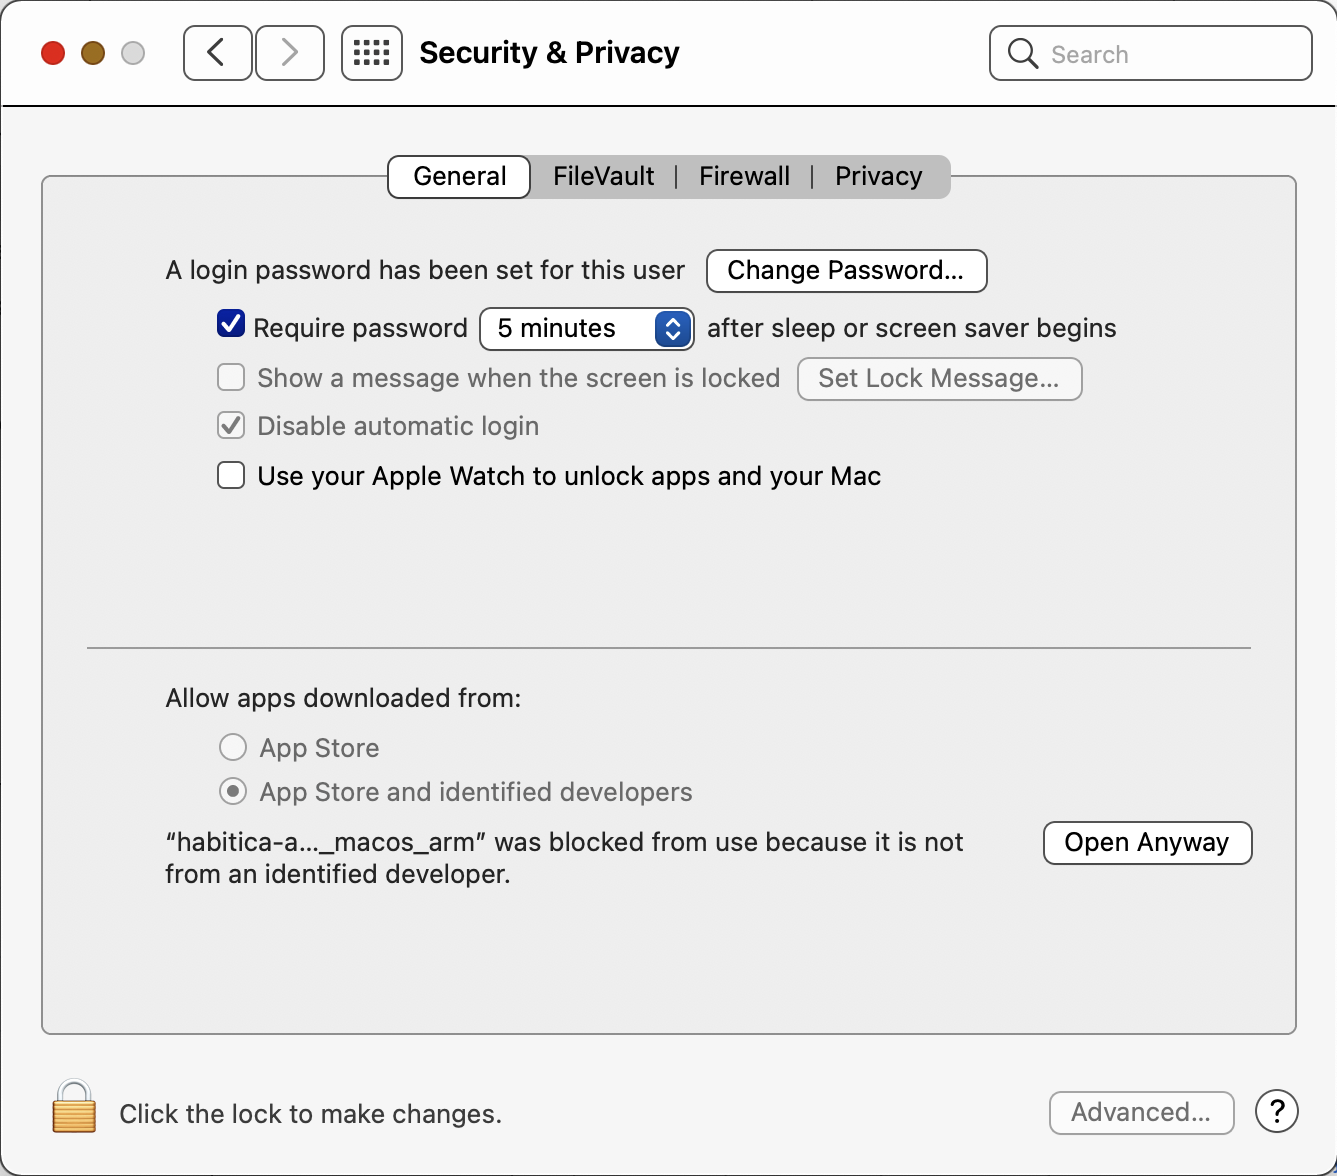 Security & Privacy
Search
General
FileVault
Firewall
Privacy
A login password has been set for this user
Change Password...
Require password
5 minutes
after sleep or screen saver begins
Show a message when the screen is locked
Set Lock Message...
Disable automatic login
Use your Apple Watch to unlock apps and your Mac
Allow apps downloaded from:
App Store
App Store and identified developers
“habitica-a..._macos_arm” was blocked from use because it is not
from an identified developer.
Open Anyway
Click the lock to make changes.
Advanced...
?